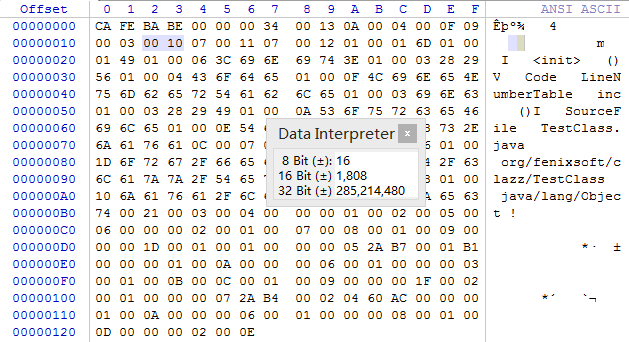 Offset 0 1 2 3 4 5 6 7 8 9 A B C D E F ANSI ASCII
00000000 CA FE BA BE 00 00 00 34 00 13 0A 00 04 00 0F 09 Êþº¾ 4
00000010 00 03 00 10 07 00 11 07 00 12 01 00 01 6D 01 00 m
00000020 01 49 01 00 06 3C 69 6E 69 74 3E 01 00 03 28 29 I <init> ()
00000030 56 01 00 04 43 6F 64 65 01 00 0F 4C 69 6E 65 4E V Code LineN
00000040 75 6D 62 65 72 54 61 62 6C 65 01 00 03 69 6E 63 umberTable inc
00000050 01 00 03 28 29 49 01 00 0A 53 6F 75 72 63 65 46 ()I SourceF
00000060 69 6C 65 01 00 0E 54 73 2E ile TestClass.
00000070 6A 61 76 61 0C 00 07 01 00 java
00000080 1D 6F 72 67 2F 66 65 2F 63 org/fenixsoft/c
00000090 6C 61 7A 7A 2F 54 65 01 00 lazz/TestClass
000000A0 10 6A 61 76 61 2F 6C 65 63 java/lang/Objec
000000B0 74 00 21 00 03 00 04 00 00 00 01 00 02 00 05 00 t !
000000C0 06 00 00 00 02 00 01 00 07 00 08 00 01 00 09 00
000000D0 00 00 1D 00 01 00 01 00 00 00 05 2A B7 00 01 B1 *· ±
000000E0 00 00 00 01 00 0A 00 00 00 06 00 01 00 00 00 03
000000F0 00 01 00 0B 00 0C 00 01 00 09 00 00 00 1F 00 02
00000100 00 01 00 00 00 07 2A B4 00 02 04 60 AC 00 00 00 *´ `¬
00000110 01 00 0A 00 00 00 06 00 01 00 00 00 08 00 01 00
00000120 0D 00 00 00 02 00 0E
Data Interpreter x
8 Bit (±): 16
16 Bit (±) 1,808
32 Bit (±) 285,214,480